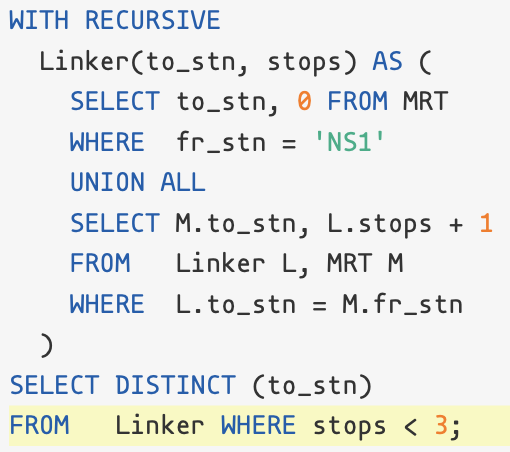 WITH RECURSIVE
  Linker(to_stn, stops) AS (
    SELECT to_stn, 0 FROM MRT
    WHERE  fr_stn = 'NS1'
    UNION ALL
    SELECT M.to_stn, L.stops + 1
    FROM   Linker L, MRT M
    WHERE  L.to_stn = M.fr_stn
  )
SELECT DISTINCT (to_stn)
FROM   Linker WHERE stops < 3;